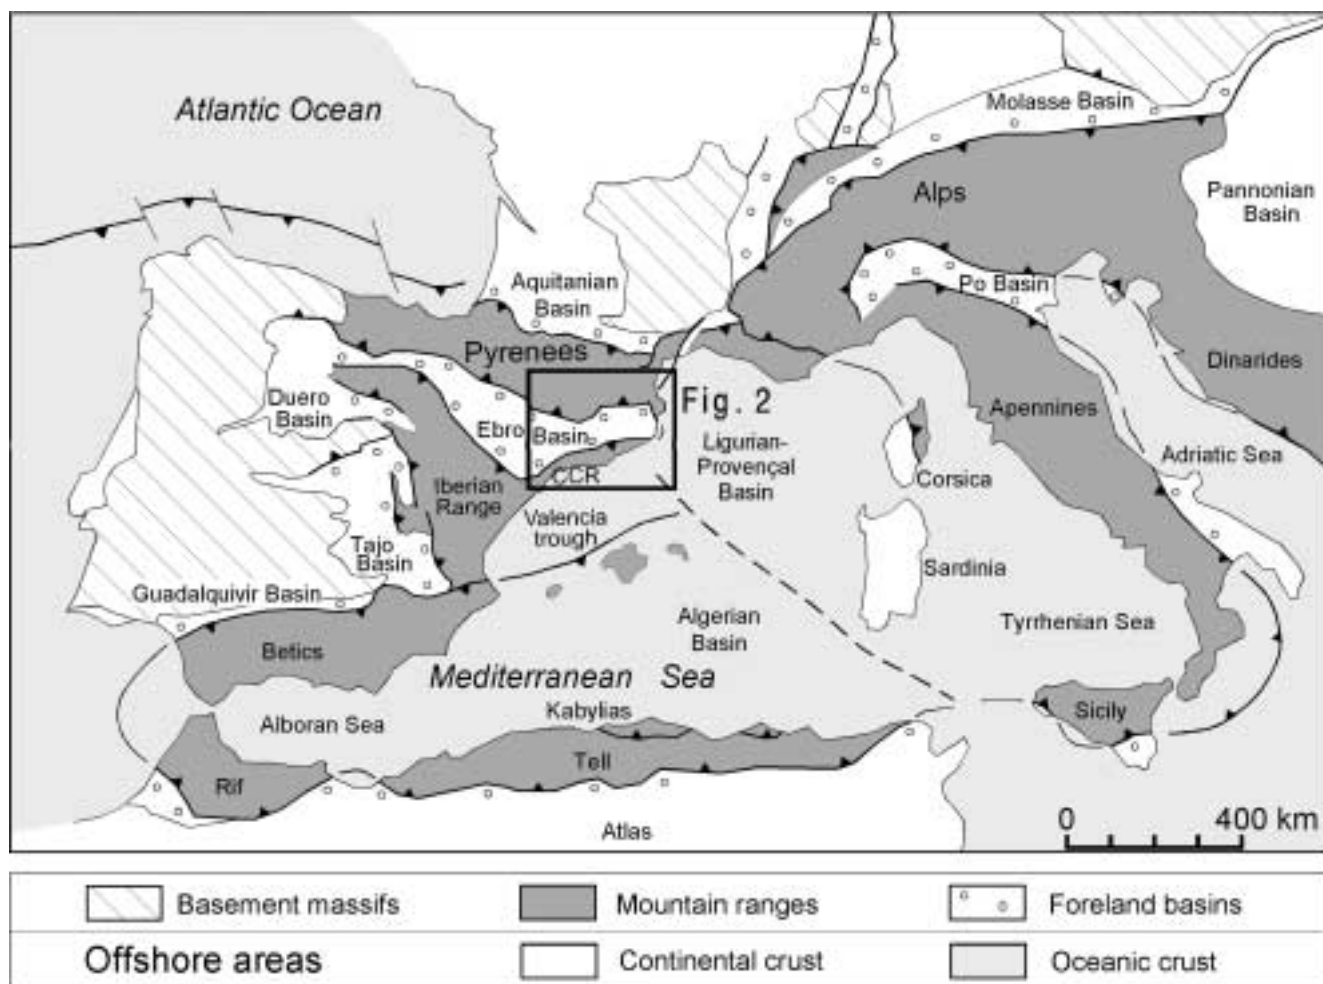 Atlantic Ocean
Molasse Basin
Alps
Pannonian
Basin
Aquitanian
Basin
Po Basin
Pyrenees
Dinarides
Duero
Basin
Fig. 2
Apennines
Ebro Basin
Ligurian-
Provençal
Basin
Adriatic Sea
CCR
Corsica
Iberian
Range
Valencia
trough
Tajo
Basin
Sardinia
Guadalquivir Basin
Algerian
Basin
Tyrrhenian Sea
Betics
Mediterranean Sea
Kabylias
Sicily
Alboran Sea
Tell
Rif
Atlas
0 400 km
Basement massifs
Mountain ranges
Foreland basins
Offshore areas
Continental crust
Oceanic crust